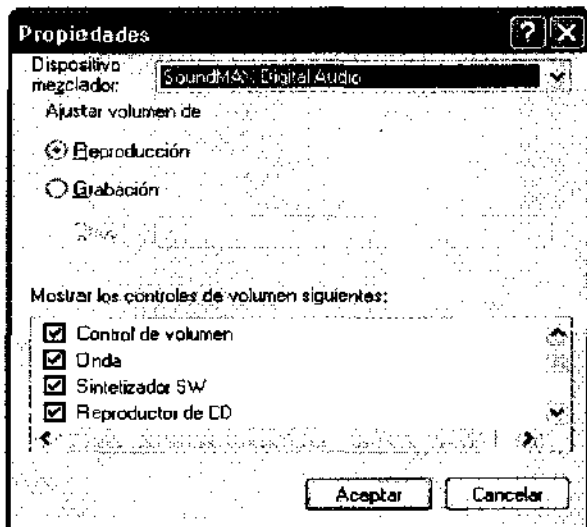 Propiedades
Dispositivo mezclador: SoundMAX Digital Audio
Ajustar volumen de
Reproducción
Grabación
Mostrar los controles de volumen siguientes:
Control de volumen
Onda
Sintetizador SW
Reproductor de CD
Aceptar Cancelar